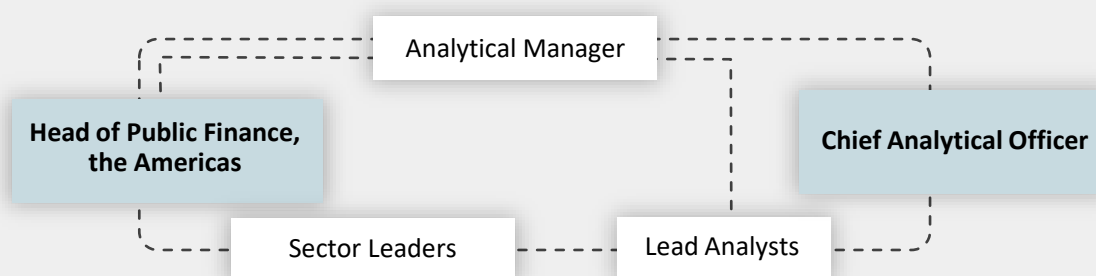 Analytical Manager
Head of Public Finance,
the Americas
Chief Analytical Officer
Sector Leaders
Lead Analysts